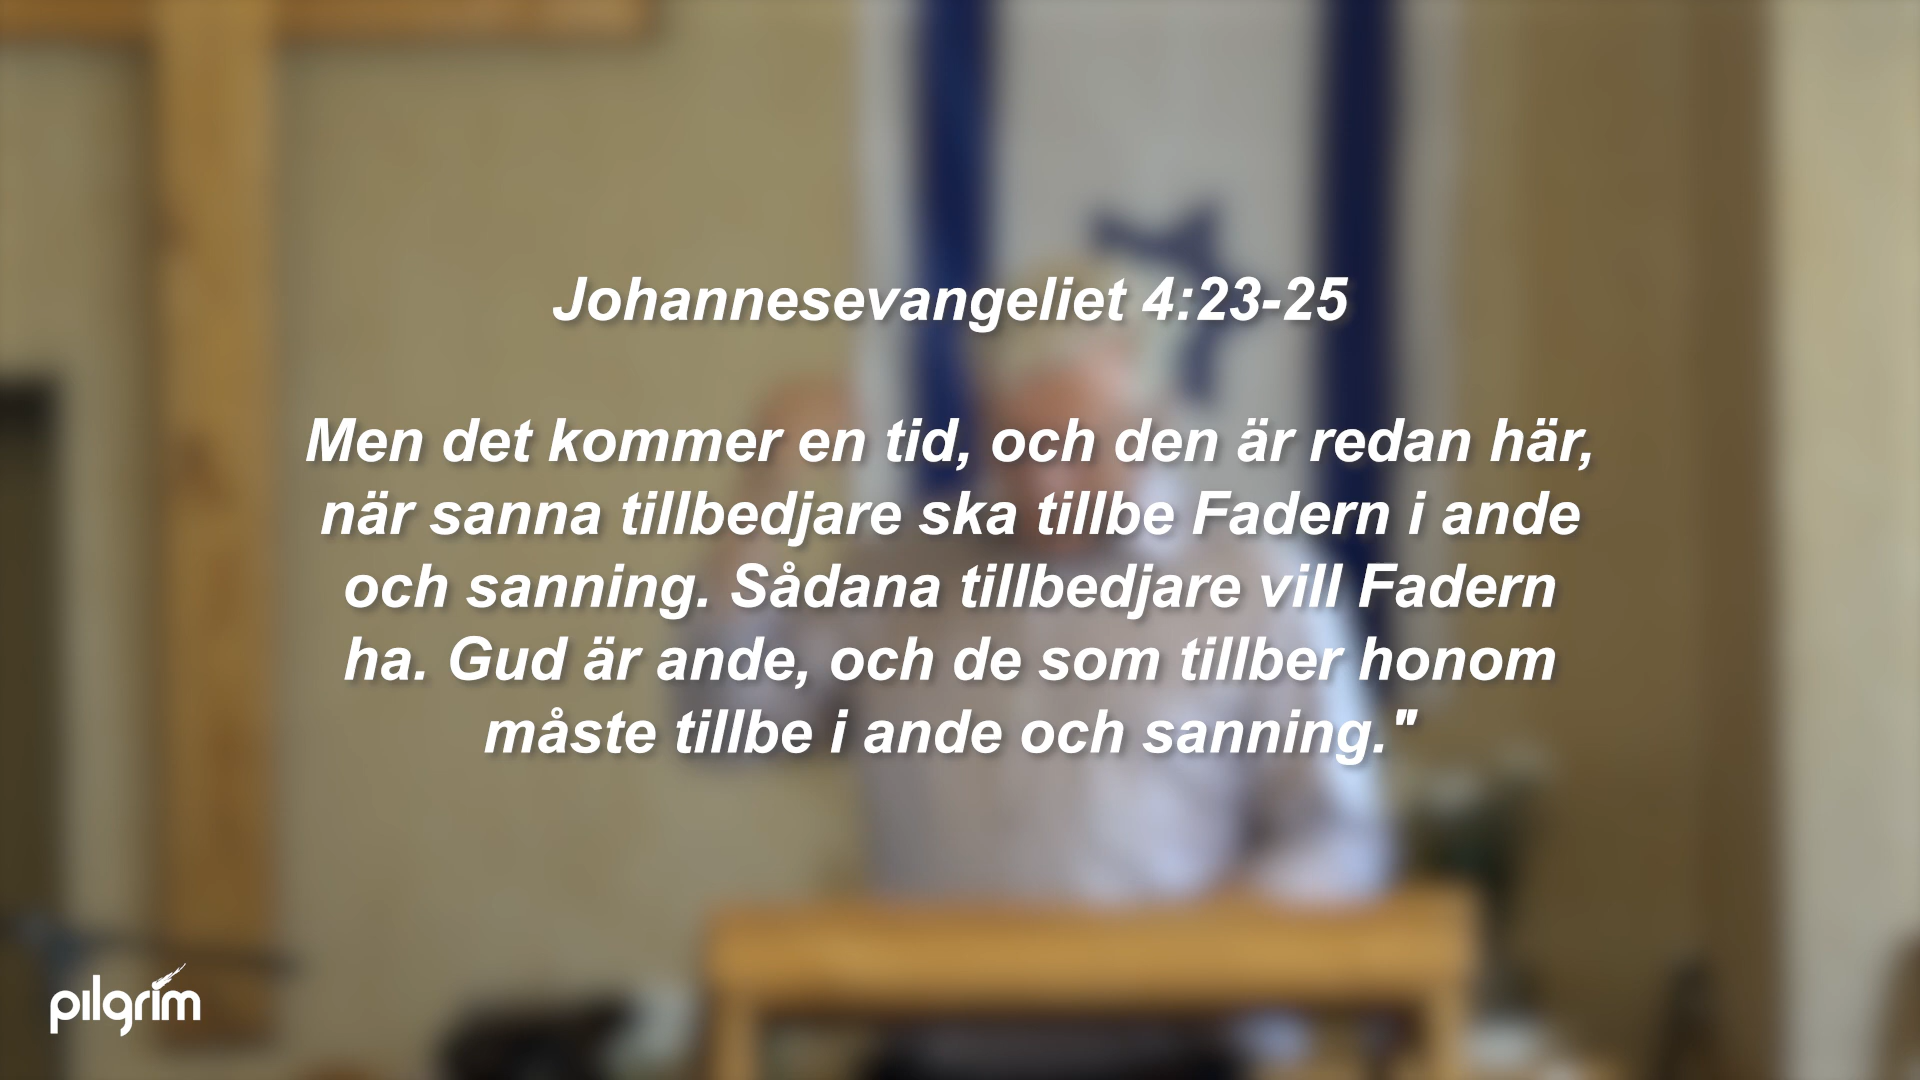 Johannesevangeliet 4:23-25
Men det kommer en tid, och den är redan här,
när sanna tillbedjare ska tillbe Fadern i ande
och sanning. Sådana tillbedjare vill Fadern
ha. Gud är ande, och de som tillber honom
måste tillbe i ande och sanning."
pilgrim